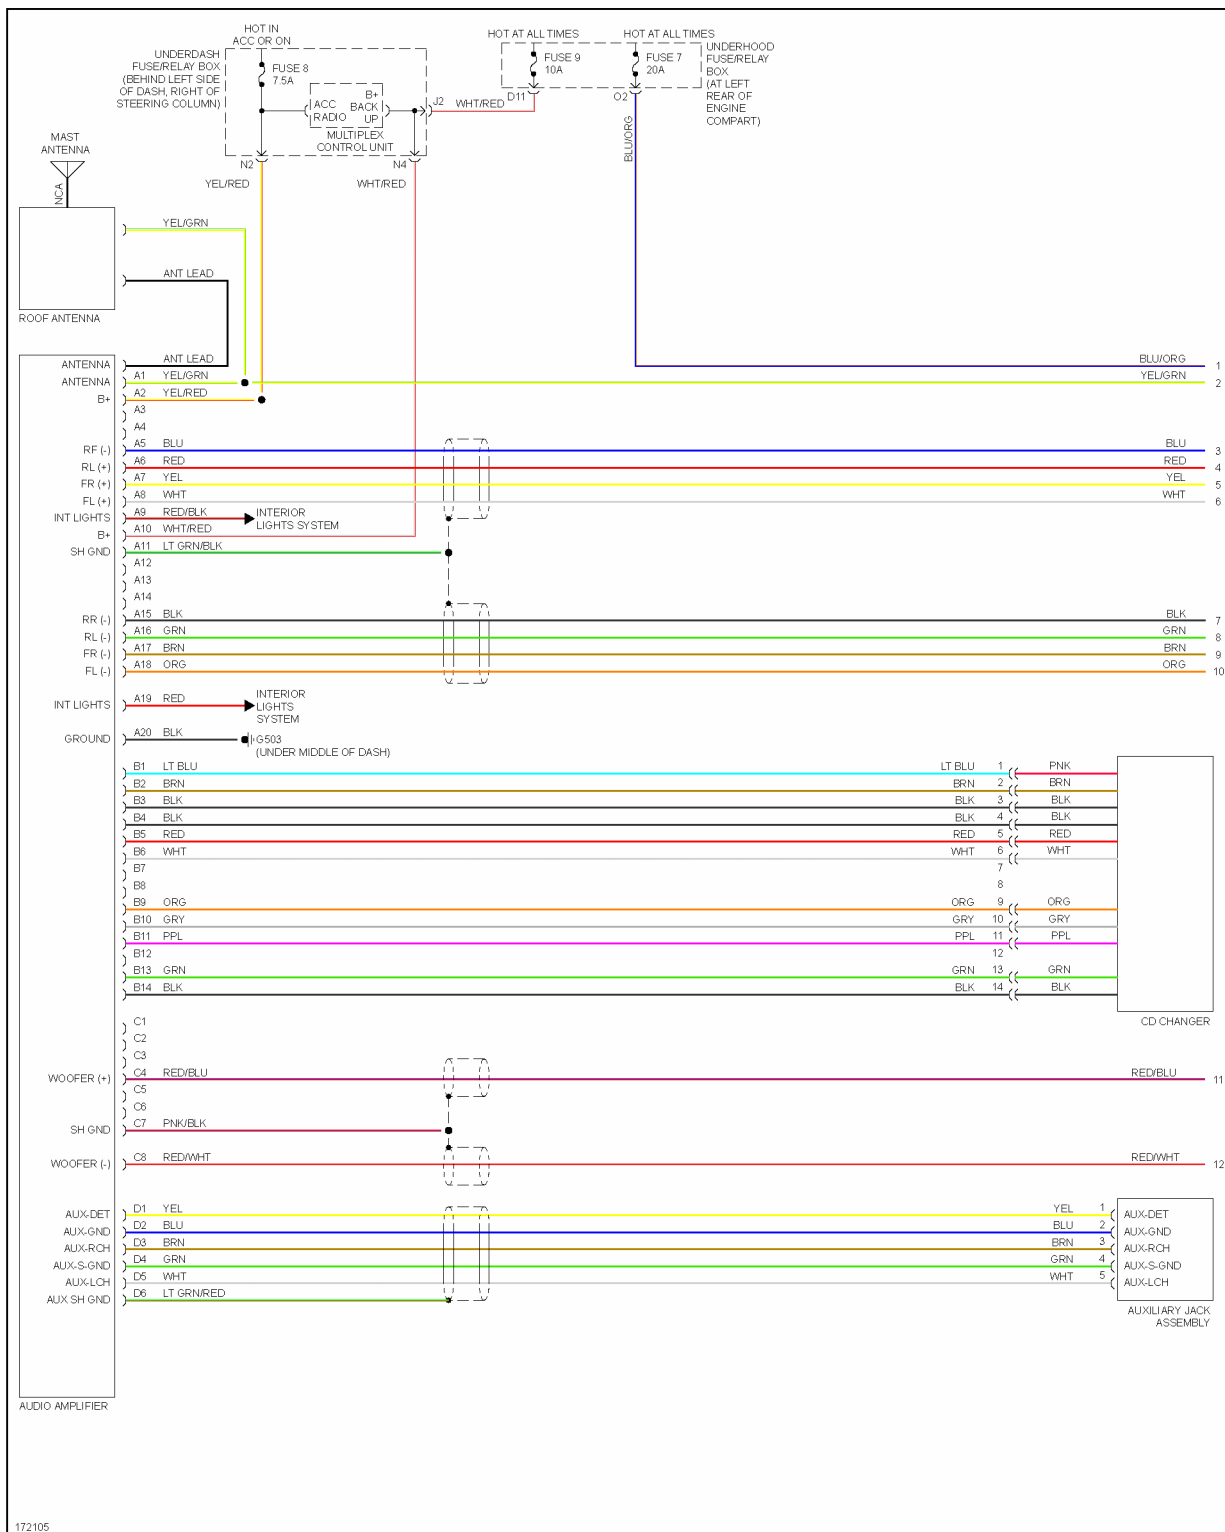 HOT IN
ACC OR ON
UNDERDASH
FUSE/RELAY BOX
(BEHIND LEFT SIDE
OF DASH, RIGHT OF
STEERING COLUMN)
FUSE 8
7.5A
ACC
RADIO
B+
BACK
UP
MULTIPLEX
CONTROL UNIT
J2
WHT/RED
HOT AT ALL TIMES
FUSE 9
10A
D11
HOT AT ALL TIMES
FUSE 7
20A
O2
UNDERHOOD
FUSE/RELAY
BOX
(AT LEFT
REAR OF
ENGINE
COMPART)
BLU/ORG
N2
YEL/RED
N4
WHT/RED
MAST
ANTENNA
NCA
YEL/GRN
ANT LEAD
ROOF ANTENNA
ANTENNA ANT LEAD BLU/ORG 1
ANTENNA A1 YEL/GRN YEL/GRN 2
B+ A2 YEL/RED
A3
A4
RF (-) A5 BLU BLU 3
RL (+) A6 RED RED 4
FR (+) A7 YEL YEL 5
FL (+) A8 WHT WHT 6
INT LIGHTS A9 RED/BLK INTERIOR
LIGHTS SYSTEM
B+ A10 WHT/RED
SH GND A11 LT GRN/BLK
A12
A13
A14
RR (-) A15 BLK BLK 7
RL (-) A16 GRN GRN 8
FR (-) A17 BRN BRN 9
FL (-) A18 ORG ORG 10
INT LIGHTS A19 RED INTERIOR
LIGHTS
SYSTEM
GROUND A20 BLK G503
(UNDER MIDDLE OF DASH)
B1 LT BLU LT BLU 1 PNK
B2 BRN BRN 2 BRN
B3 BLK BLK 3 BLK
B4 BLK BLK 4 BLK
B5 RED RED 5 RED
B6 WHT WHT 6 WHT
B7 7
B8 8
B9 ORG ORG 9 ORG
B10 GRY GRY 10 GRY
B11 PPL PPL 11 PPL
B12 12
B13 GRN GRN 13 GRN
B14 BLK BLK 14 BLK
CD CHANGER
C1
C2
C3
WOOFER (+) C4 RED/BLU RED/BLU 11
C5
C6
SH GND C7 PNK/BLK
WOOFER (-) C8 RED/WHT RED/WHT 12
AUX-DET D1 YEL YEL 1 AUX-DET
AUX-GND D2 BLU BLU 2 AUX-GND
AUX-RCH D3 BRN BRN 3 AUX-RCH
AUX-S-GND D4 GRN GRN 4 AUX-S-GND
AUX-LCH D5 WHT WHT 5 AUX-LCH
AUX SH GND D6 LT GRN/RED
AUXILIARY JACK
ASSEMBLY
AUDIO AMPLIFIER
172105